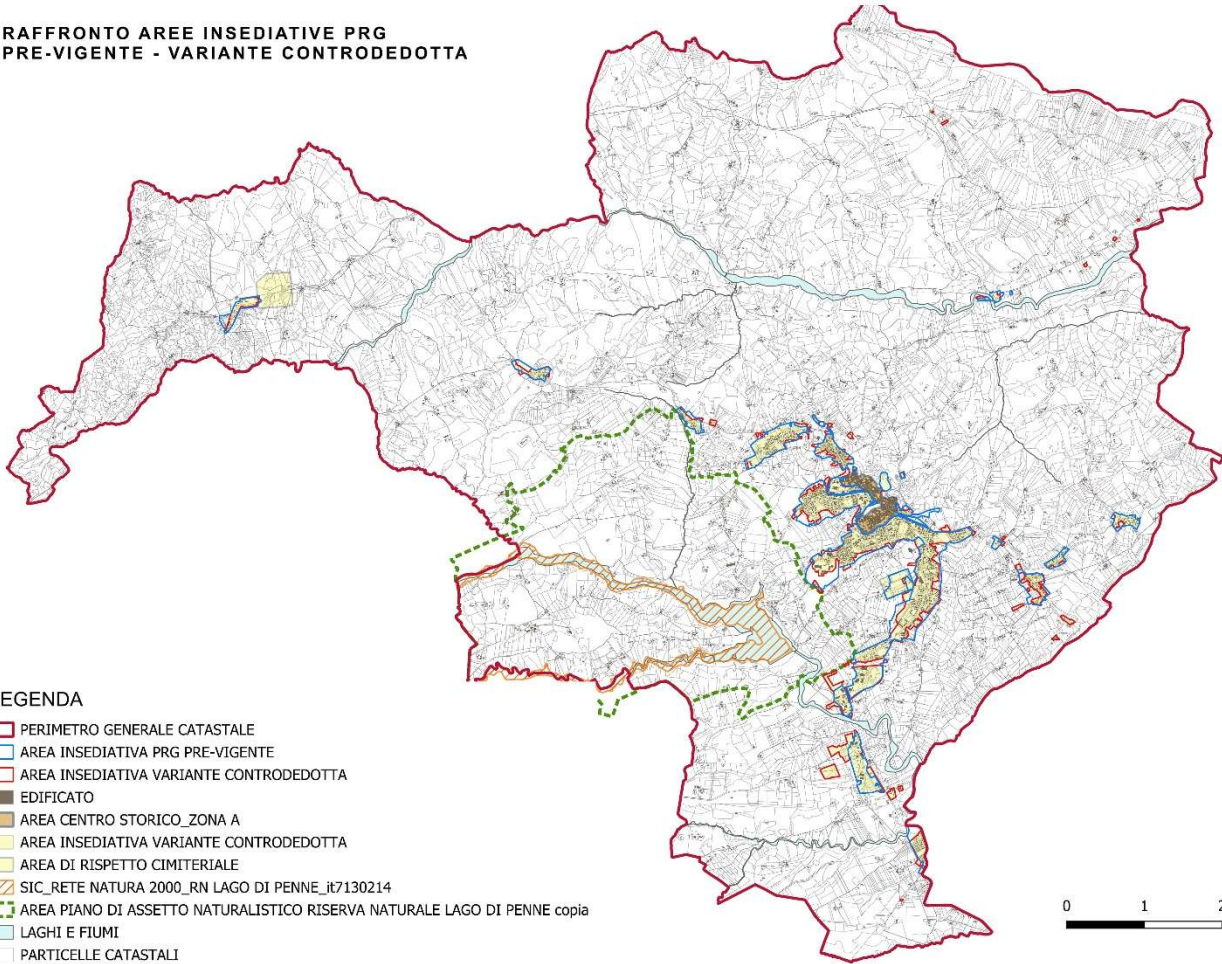 RAFFRONTO AREE INSEDIATIVE PRG
PRE-VIGENTE - VARIANTE CONTRODEDOTTA
EGENDA
PERIMETRO GENERALE CATASTALE
AREA INSEDIATIVA PRG PRE-VIGENTE
AREA INSEDIATIVA VARIANTE CONTRODEDOTTA
EDIFICATO
AREA CENTRO STORICO_ZONA A
AREA INSEDIATIVA VARIANTE CONTRODEDOTTA
AREA DI RISPETTO CIMITERIALE
SIC_RETE NATURA 2000_RN LAGO DI PENNE_it7130214
AREA PIANO DI ASSETTO NATURALISTICO RISERVA NATURALE LAGO DI PENNE copia
LAGHI E FIUMI
PARTICELLE CATASTALI
0 1 2